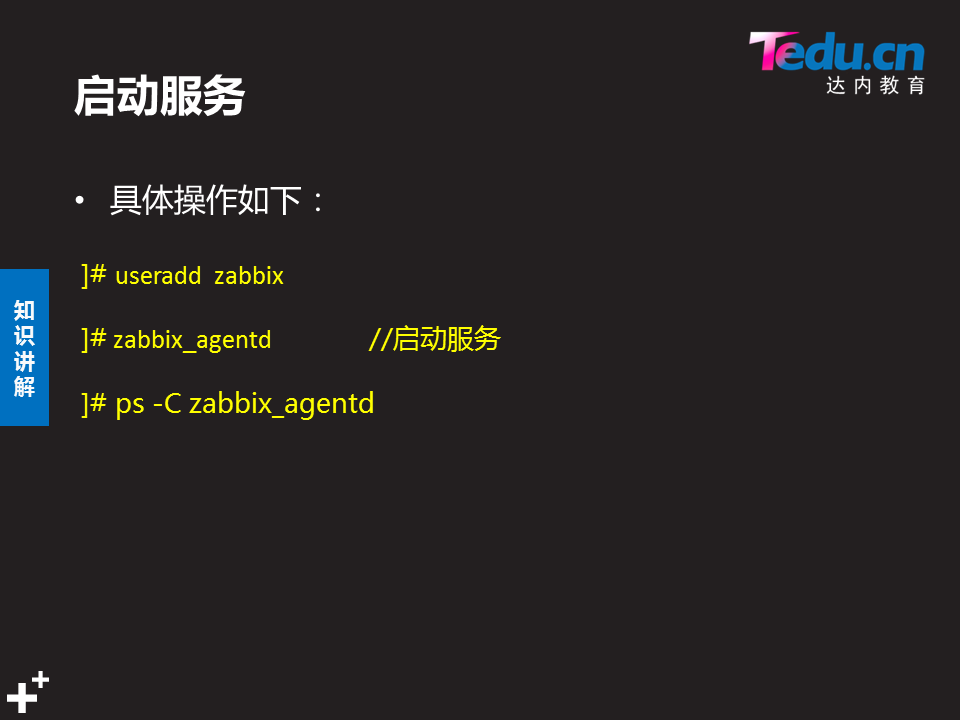 Tedu.cn
达内教育
启动服务
• 具体操作如下：
]# useradd  zabbix
]# zabbix_agentd //启动服务
]# ps -C zabbix_agentd
知
识
讲
解